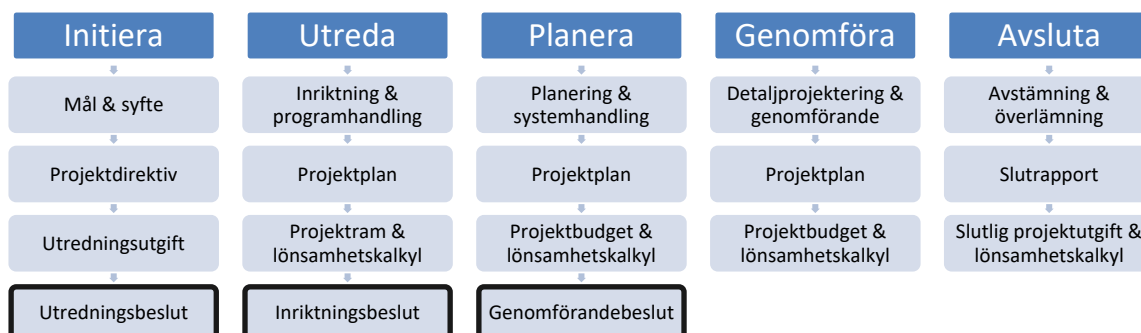 Initiera
Mål & syfte
Projektdirektiv
Utredningsutgift
Utredningsbeslut
Utreda
Inriktning &
programhandling
Projektplan
Projektram &
lönsamhetskalkyl
Inriktningsbeslut
Planera
Planering &
systemhandling
Projektplan
Projektbudget &
lönsamhetskalkyl
Genomförandebeslut
Genomföra
Detaljprojektering &
genomförande
Projektplan
Projektbudget &
lönsamhetskalkyl
Avsluta
Avstämning &
överlämning
Slutrapport
Slutlig projektutgift &
lönsamhetskalkyl